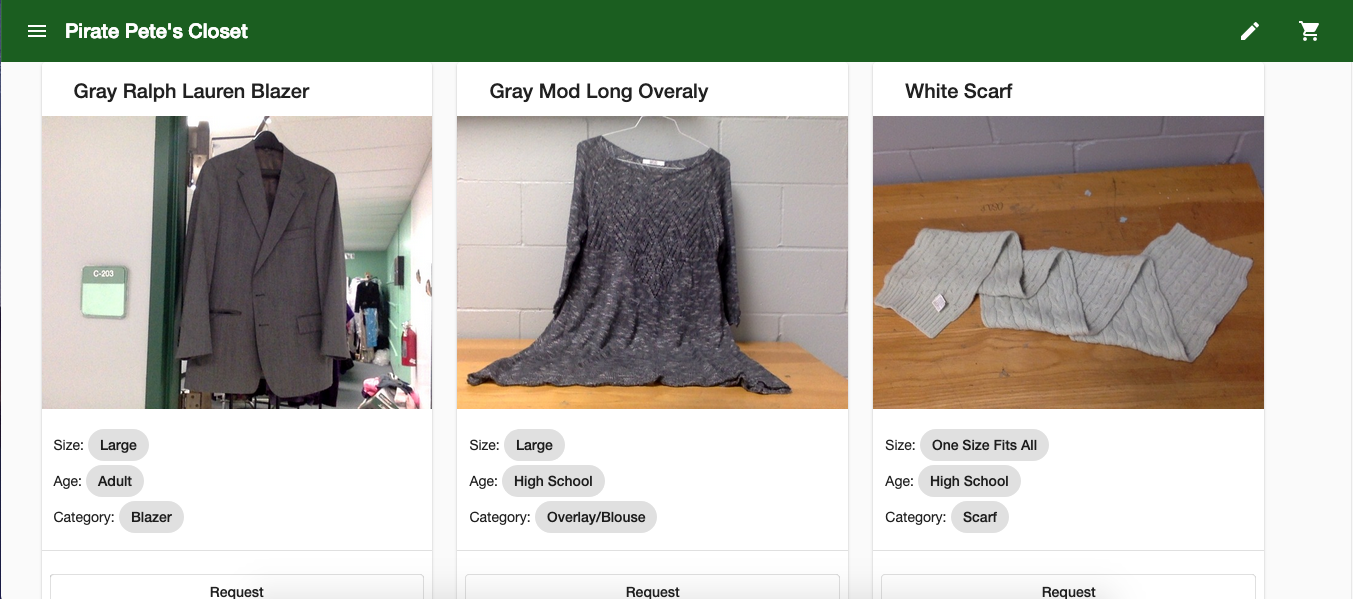 Pirate Pete's Closet
Gray Ralph Lauren Blazer
Gray Mod Long Overaly
White Scarf
C-203
Size: Large
Age: Adult
Category: Blazer
Size: Large
Age: High School
Category: Overlay/Blouse
Size: One Size Fits All
Age: High School
Category: Scarf
Request
Request
Request